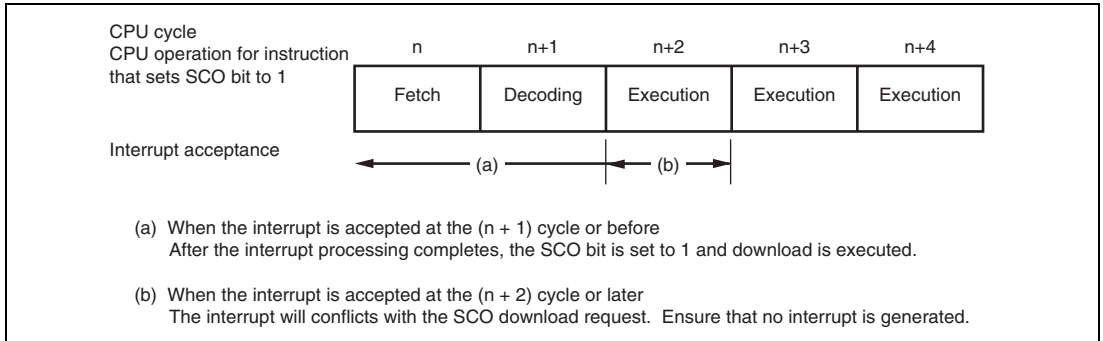 CPU cycle
CPU operation for instruction
that sets SCO bit to 1
n n+1 n+2 n+3 n+4
Fetch Decoding Execution Execution Execution
Interrupt acceptance
(a) (b)
(a) When the interrupt is accepted at the (n + 1) cycle or before
After the interrupt processing completes, the SCO bit is set to 1 and download is executed.
(b) When the interrupt is accepted at the (n + 2) cycle or later
The interrupt will conflicts with the SCO download request. Ensure that no interrupt is generated.